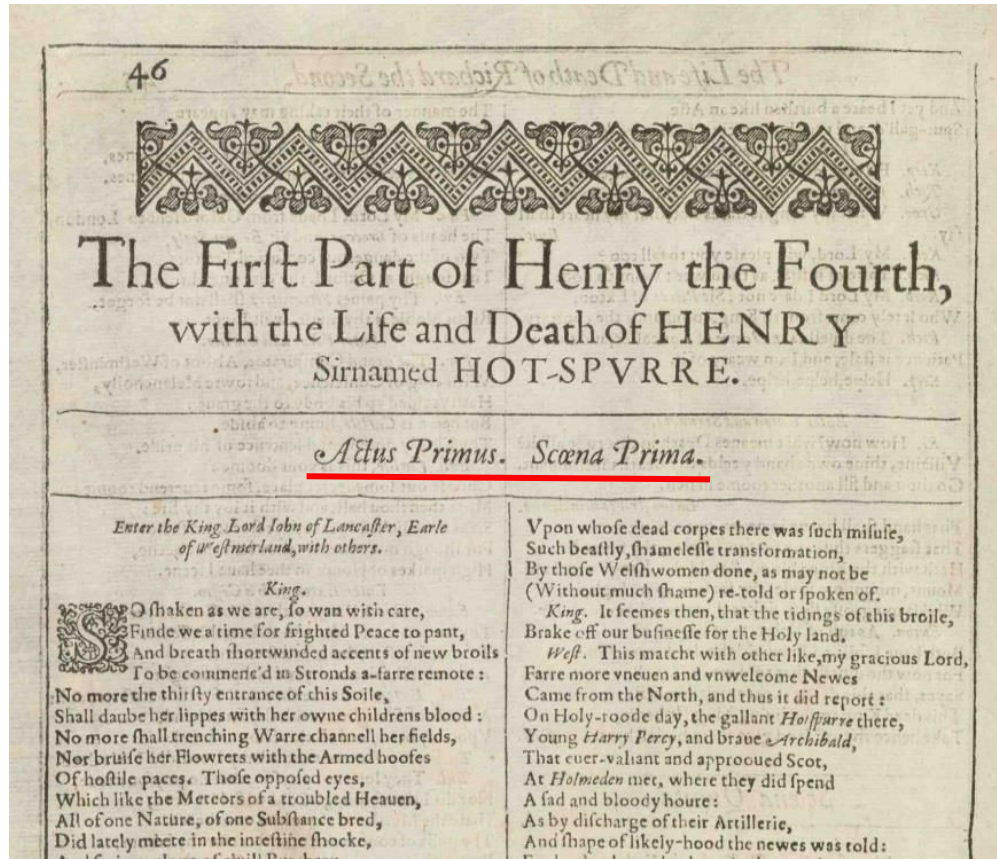 46
The First Part of Henry the Fourth,
with the Life and Death of HENRY
Sirnamed HOT-SPVRRE.
Actus Primus. Scœna Prima.
Enter the King, Lord Iohn of Lancaster, Earle
of Westmerland, with others.
King.
SO shaken as we are, so wan with care,
Finde we a time for frighted Peace to pant,
And breath shortwinded accents of new broils
To be commenc'd in Stronds a-farre remote:
No more the thirsty entrance of this Soile,
Shall daube her lippes with her owne childrens blood:
No more shall trenching Warre channell her fields,
Nor bruise her Flowrets with the Armed hoofes
Of hostile paces. Those opposed eyes,
Which like the Meteors of a troubled Heauen,
All of one Nature, of one Substance bred,
Did lately meete in the intestine shocke,
Vpon whose dead corpes there was such misuse,
Such beastly, shamelesse transformation,
By those Welshwomen done, as may not be
(Without much shame) re-told or spoken of.
King. It seemes then, that the tidings of this broile,
Brake off our businesse for the Holy land.
West. This matcht with other like, my gracious Lord,
Farre more vneuen and vnwelcome Newes
Came from the North, and thus it did report:
On Holy-roode day, the gallant Hotspurre there,
Young Harry Percy, and braue Archibald,
That euer-valiant and approoued Scot,
At Holmeden met, where they did spend
A sad and bloody houre:
As by discharge of their Artillerie,
And shape of likely-hood the newes was told: